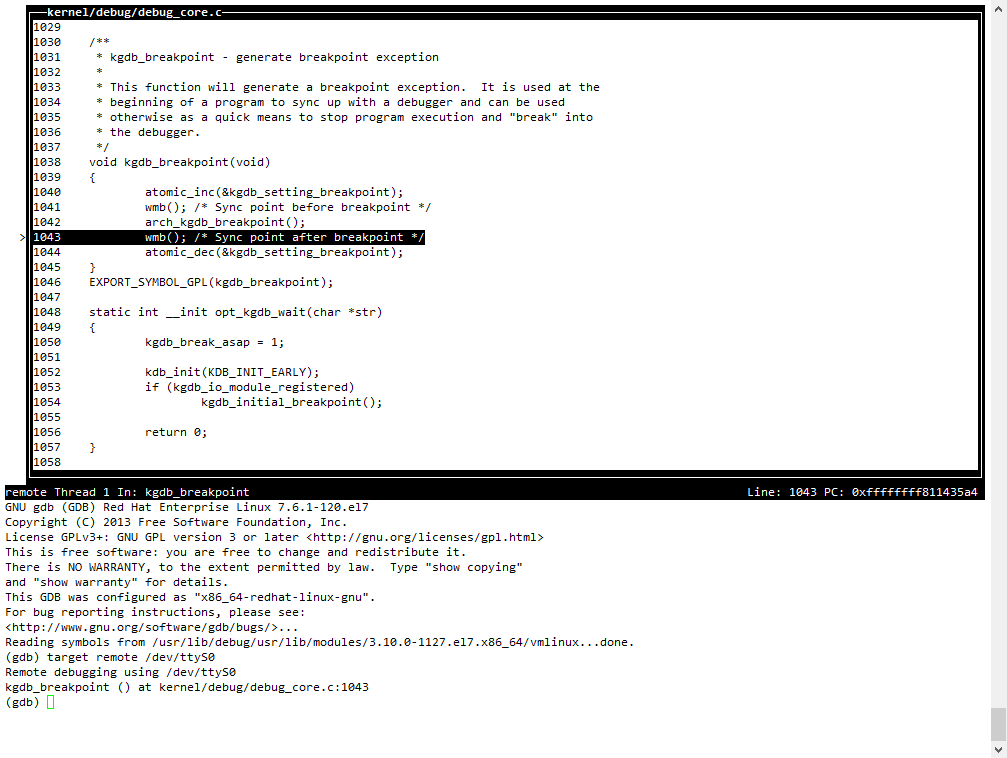 kernel/debug/debug_core.c
1029
1030    /**
1031     * kgdb_breakpoint - generate breakpoint exception
1032     *
1033     * This function will generate a breakpoint exception.  It is used at the
1034     * beginning of a program to sync up with a debugger and can be used
1035     * otherwise as a quick means to stop program execution and "break" into
1036     * the debugger.
1037     */
1038    void kgdb_breakpoint(void)
1039    {
1040            atomic_inc(&kgdb_setting_breakpoint);
1041            wmb(); /* Sync point before breakpoint */
1042            arch_kgdb_breakpoint();
>1043            wmb(); /* Sync point after breakpoint */
1044            atomic_dec(&kgdb_setting_breakpoint);
1045    }
1046    EXPORT_SYMBOL_GPL(kgdb_breakpoint);
1047
1048    static int __init opt_kgdb_wait(char *str)
1049    {
1050            kgdb_break_asap = 1;
1051
1052            kdb_init(KDB_INIT_EARLY);
1053            if (kgdb_io_module_registered)
1054                    kgdb_initial_breakpoint();
1055
1056            return 0;
1057    }
1058
remote Thread 1 In: kgdb_breakpoint    Line: 1043 PC: 0xffffffff811435a4
GNU gdb (GDB) Red Hat Enterprise Linux 7.6.1-120.el7
Copyright (C) 2013 Free Software Foundation, Inc.
License GPLv3+: GNU GPL version 3 or later <http://gnu.org/licenses/gpl.html>
This is free software: you are free to change and redistribute it.
There is NO WARRANTY, to the extent permitted by law.  Type "show copying"
and "show warranty" for details.
This GDB was configured as "x86_64-redhat-linux-gnu".
For bug reporting instructions, please see:
<http://www.gnu.org/software/gdb/bugs/>...
Reading symbols from /usr/lib/debug/usr/lib/modules/3.10.0-1127.el7.x86_64/vmlinux...done.
(gdb) target remote /dev/ttyS0
Remote debugging using /dev/ttyS0
kgdb_breakpoint () at kernel/debug/debug_core.c:1043
(gdb)